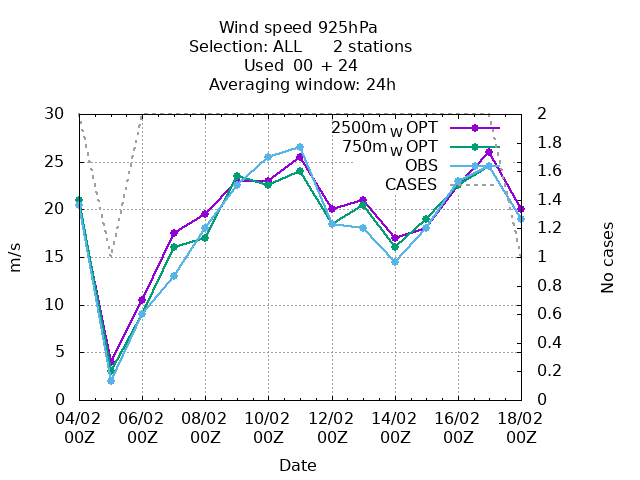 Wind speed 925hPa
Selection: ALL 2 stations
Used 00 + 24
Averaging window: 24h
30
25
20
15
10
5
0
m/s
2500m W OPT
750m W OPT
OBS
CASES
2
1.8
1.6
1.4
1.2
1
0.8
0.6
0.4
0.2
0
No cases
04/02 06/02 08/02 10/02 12/02 14/02 16/02 18/02
00Z 00Z 00Z 00Z 00Z 00Z 00Z 00Z
Date